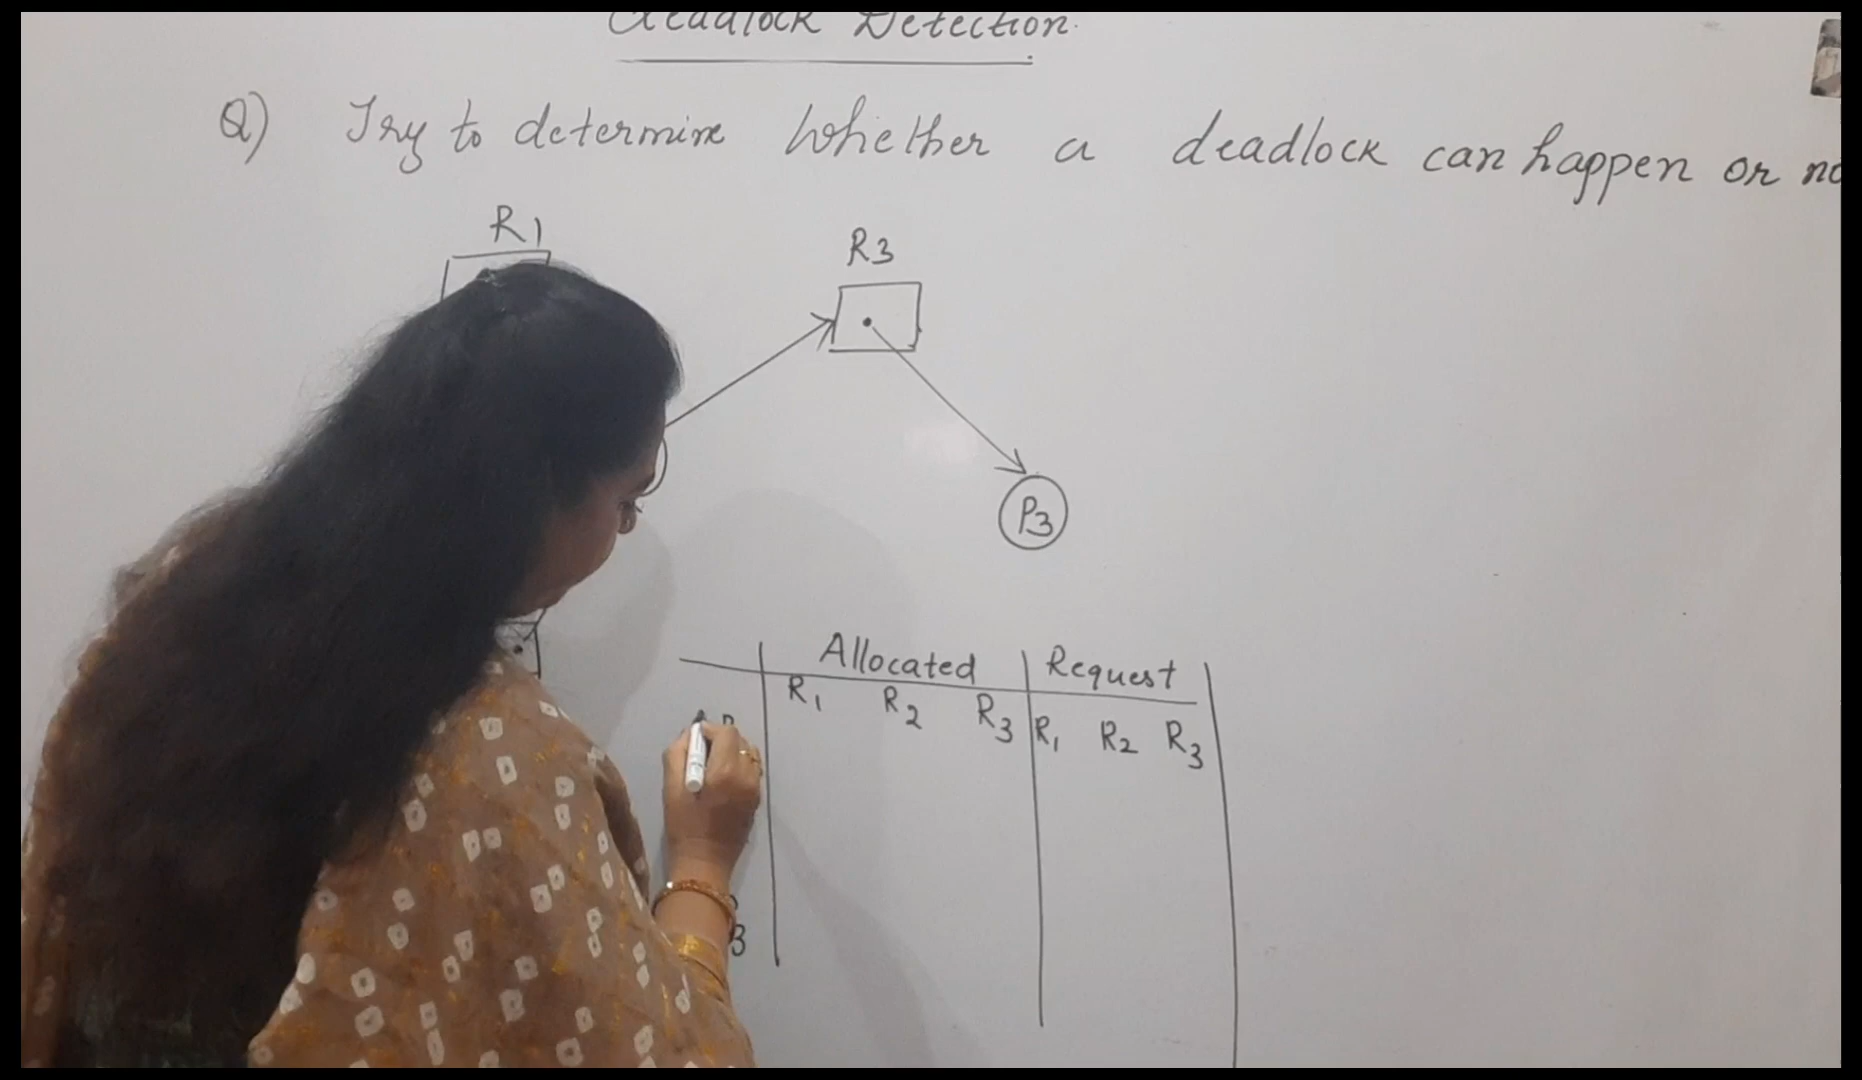 Deadlock Detection.
Q) Try to determine whether a deadlock can happen or
R1
R3
P3
Allocated Request
R1 R2 R3 R1 R2 R3
3